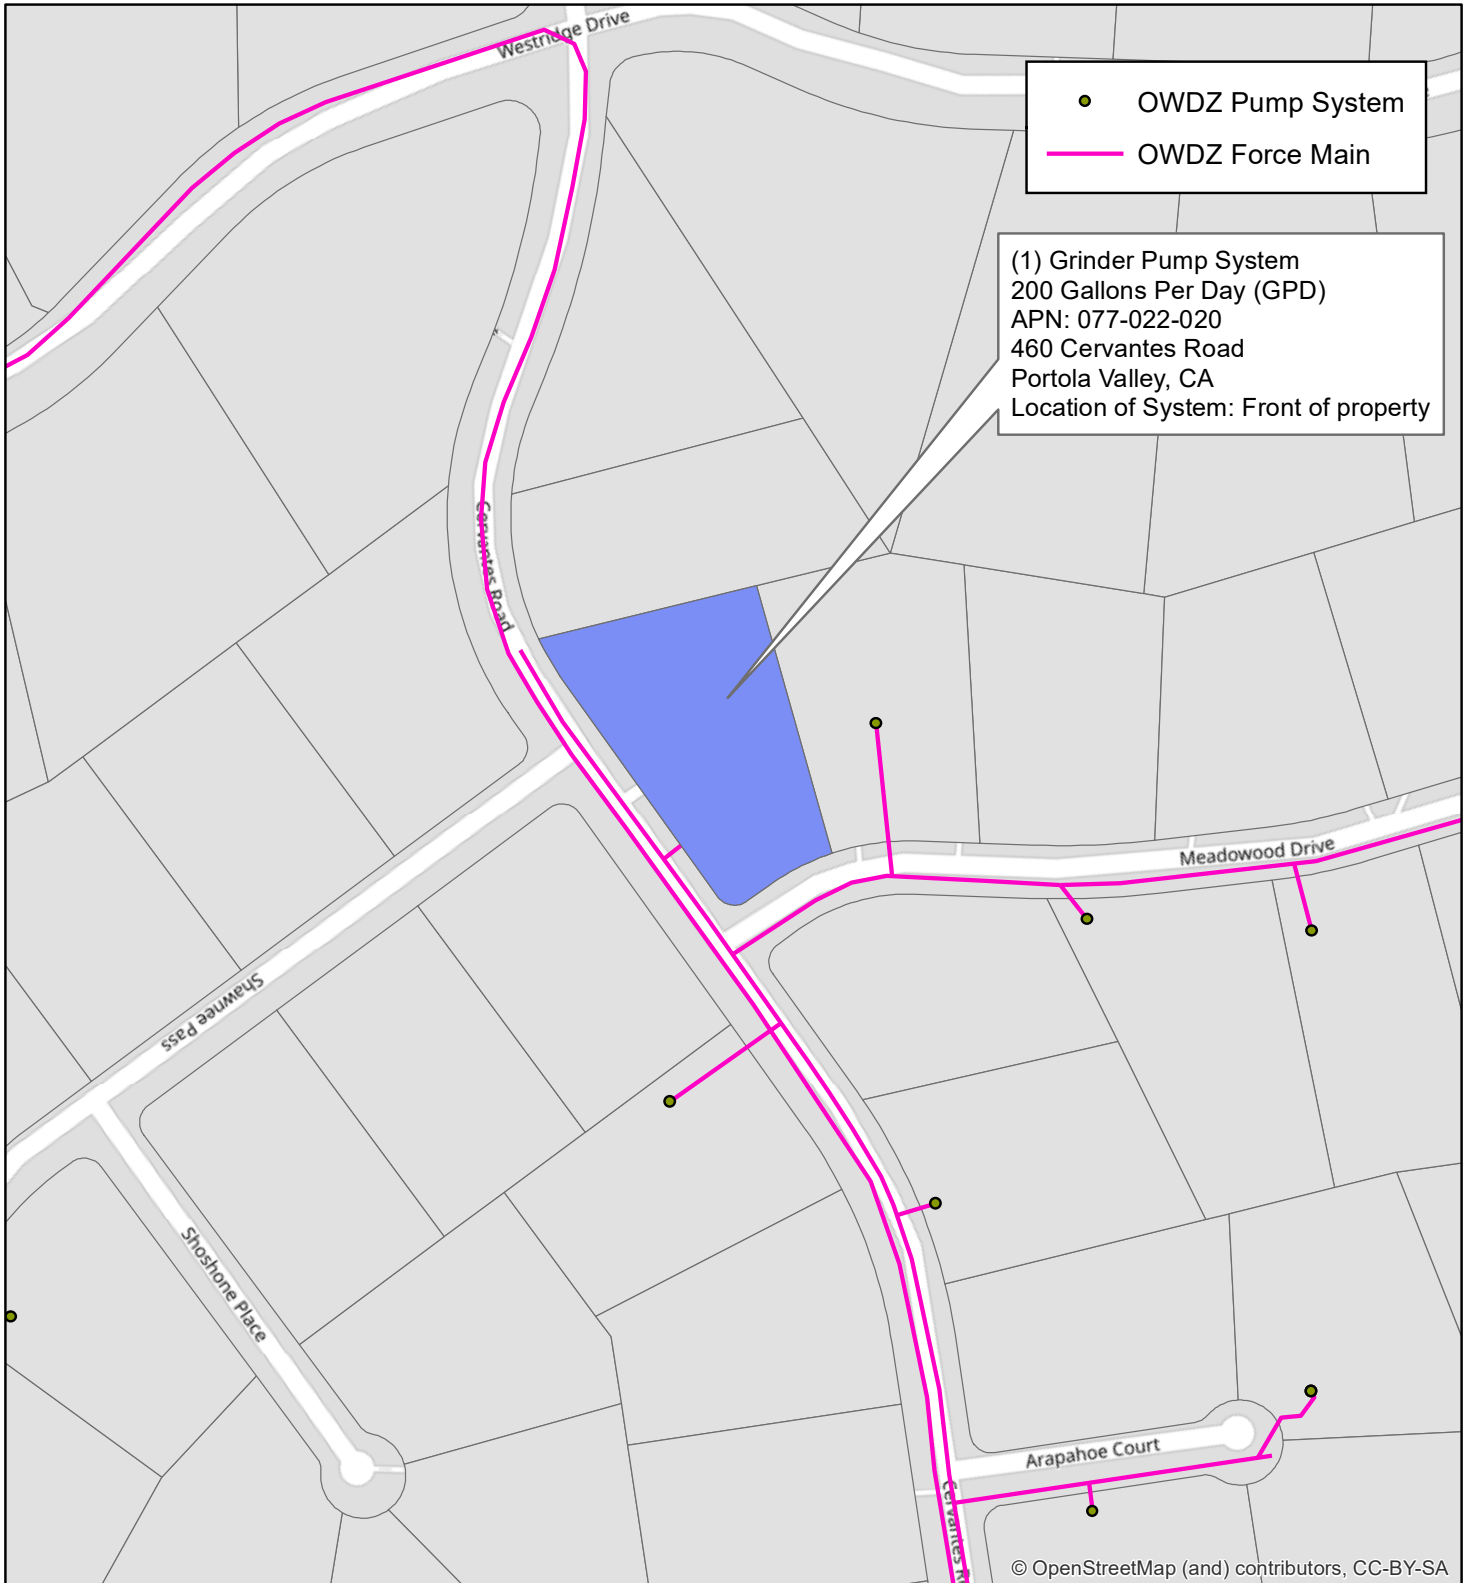 Westridge Drive
OWDZ Pump System
OWDZ Force Main
(1) Grinder Pump System
200 Gallons Per Day (GPD)
APN: 077-022-020
460 Cervantes Road
Portola Valley, CA
Location of System: Front of property
Cervantes Road
Meadowood Drive
Shawnee Pass
Shoshone Place
Arapahoe Court
Cervantes R
© OpenStreetMap (and) contributors, CC-BY-SA